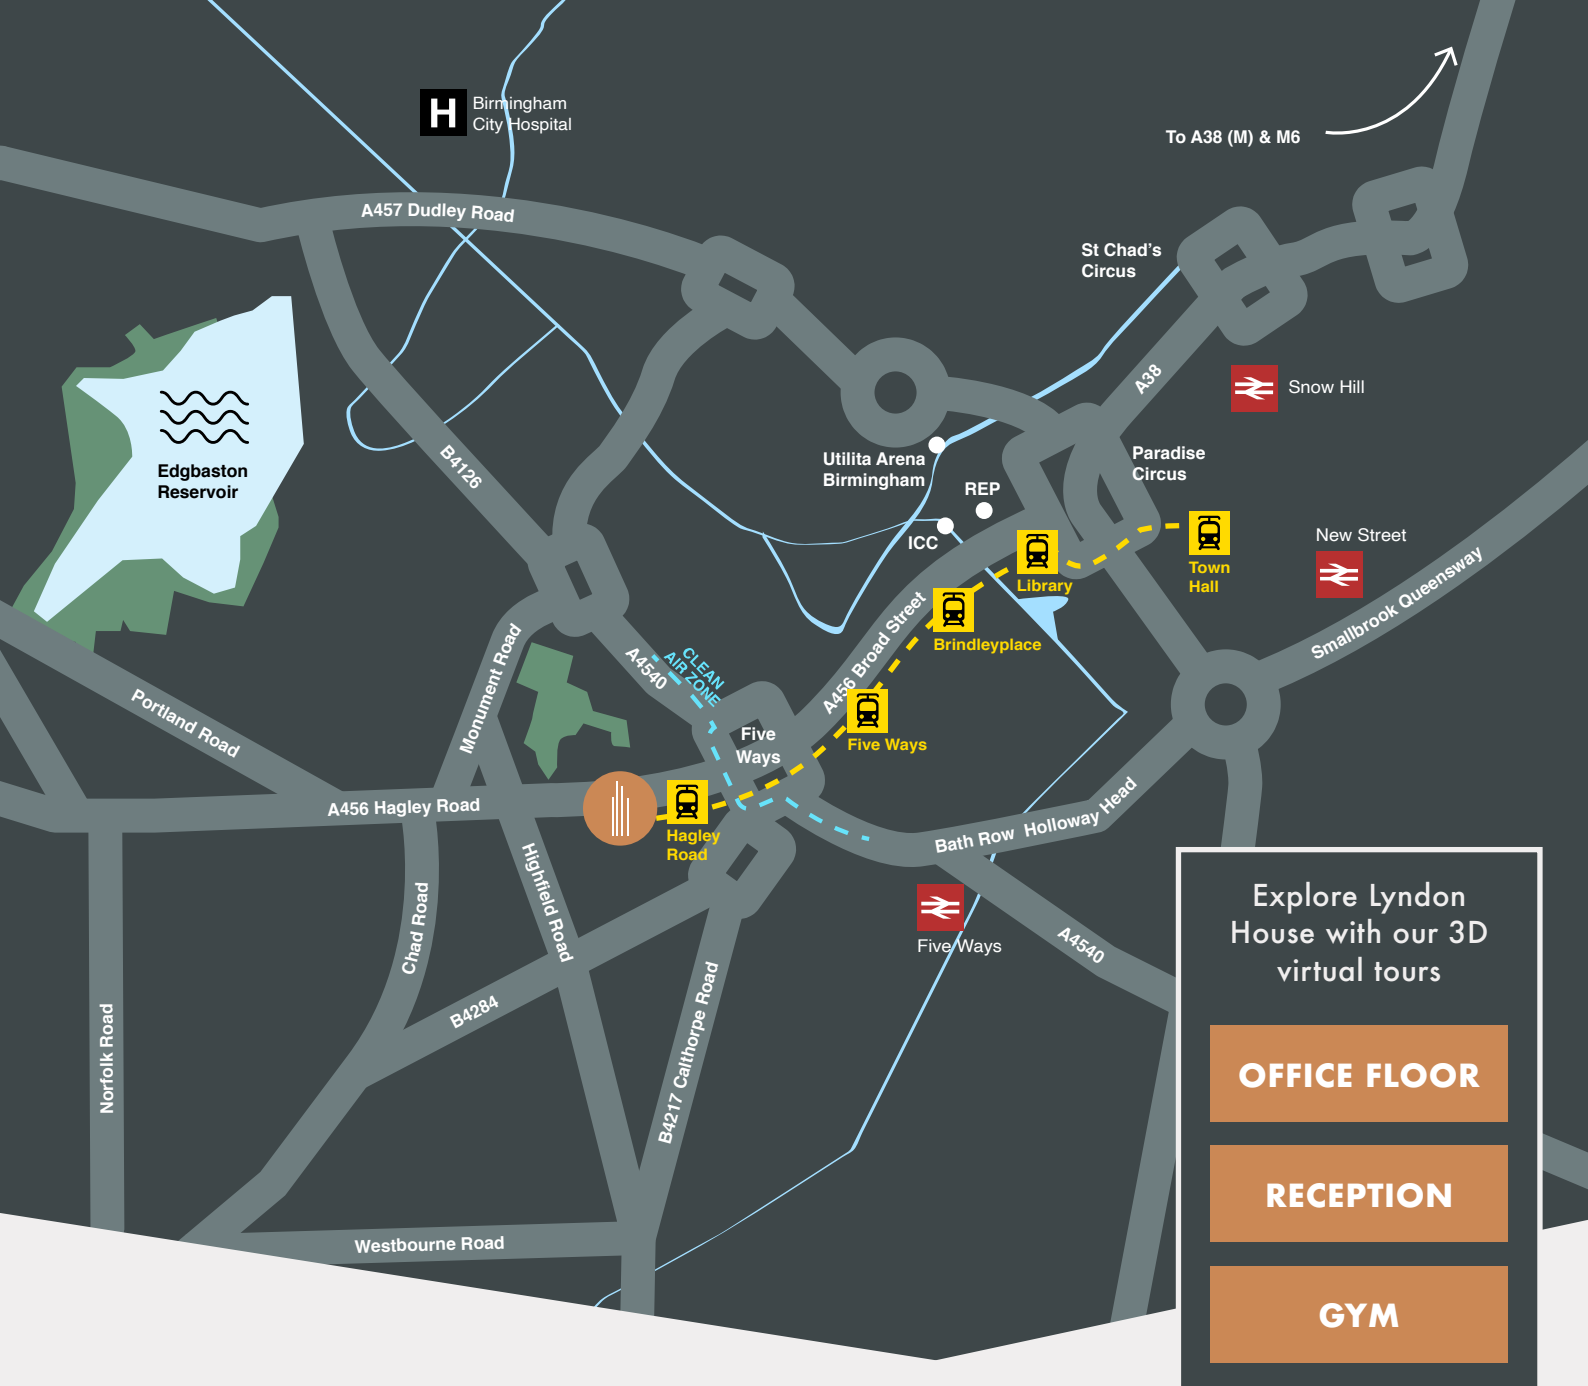 H
Birmingham
City Hospital
To A38 (M) & M6
A457 Dudley Road
St Chad's
Circus
A38
Snow Hill
Edgbaston
Reservoir
B4126
Utilita Arena
Birmingham
REP
ICC
Paradise
Circus
New Street
Town
Hall
Library
Smallbrook Queensway
Brindleyplace
A456 Broad Street
CLEAN
AIR ZONE
A4540
Monument Road
Portland Road
Five
Ways
Five Ways
A456 Hagley Road
Hagley
Road
Bath Row
Holloway Head
Highfield Road
Chad Road
Five Ways
A4540
B4284
B4217 Calthorpe Road
Norfolk Road
Westbourne Road
Explore Lyndon
House with our 3D
virtual tours
OFFICE FLOOR
RECEPTION
GYM